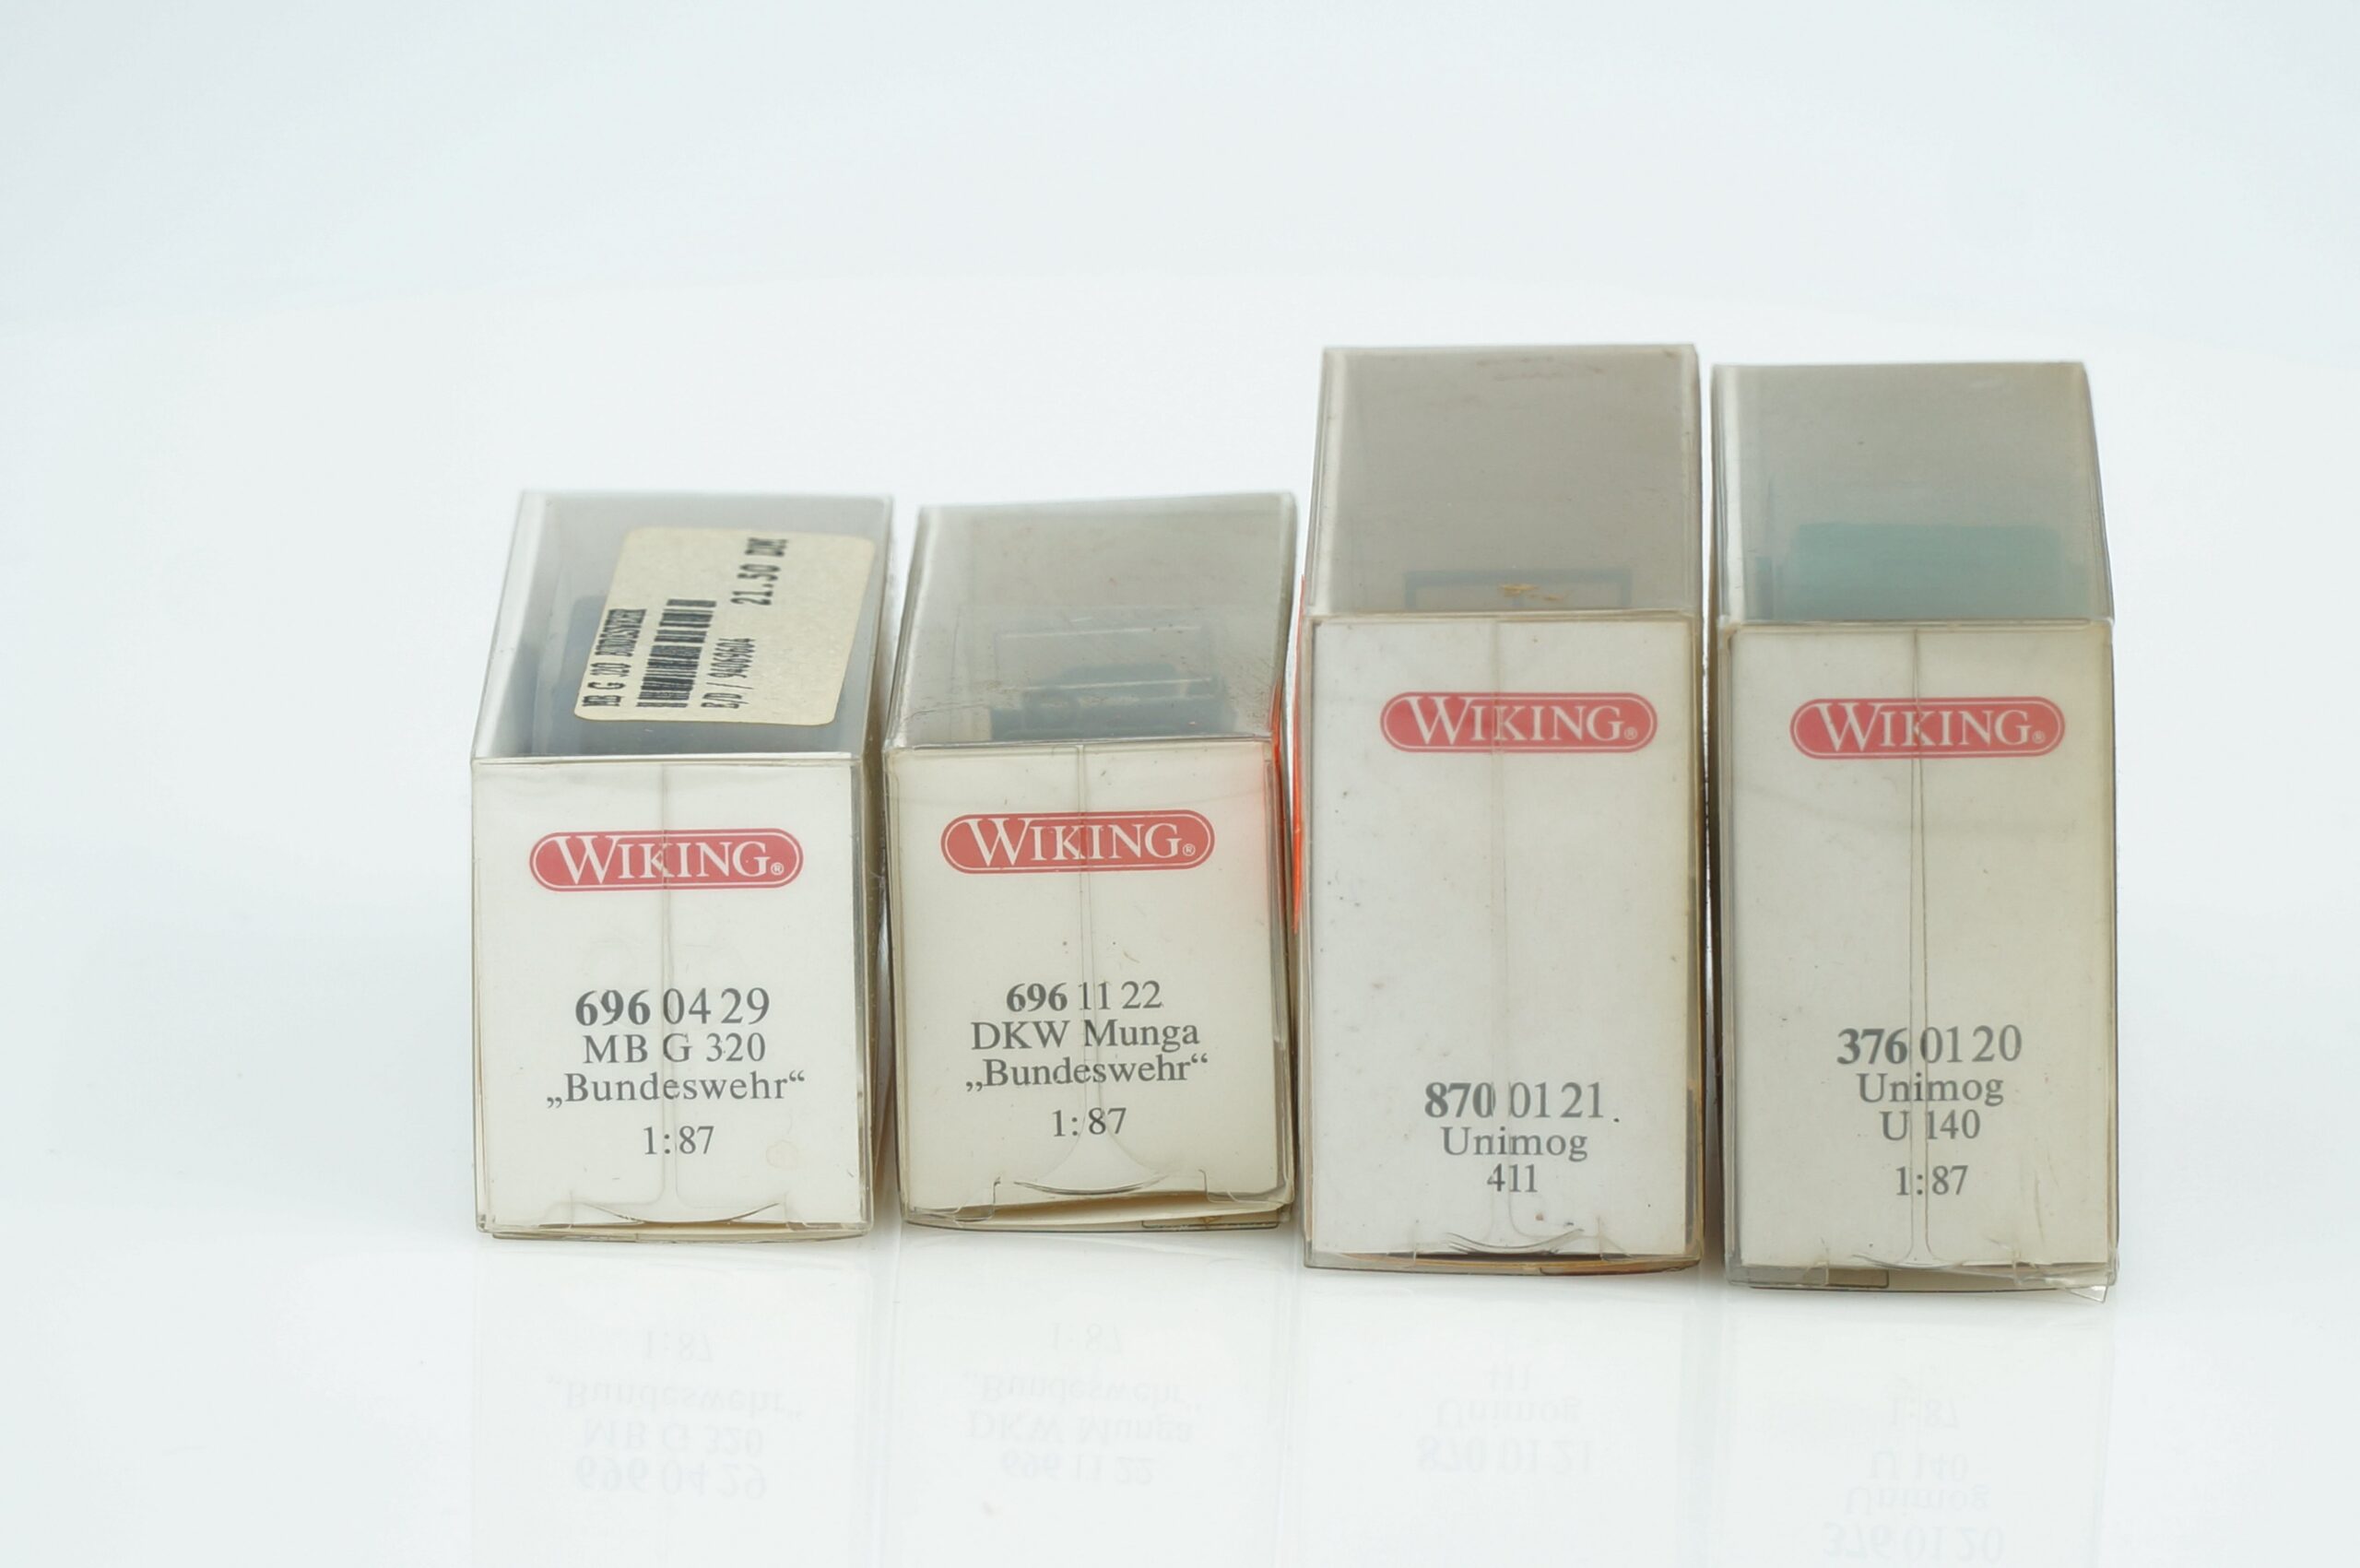 MB G 320 BUNDESWEHR
E/D / 94069604
21.50 DM
WIKING®
696 04 29
MB G 320
„Bundeswehr“
1:87
WIKING®
696 11 22
DKW Munga
„Bundeswehr“
1:87
WIKING®
870 01 21
Unimog
411
WIKING®
376 01 20
Unimog
U 140
1:87